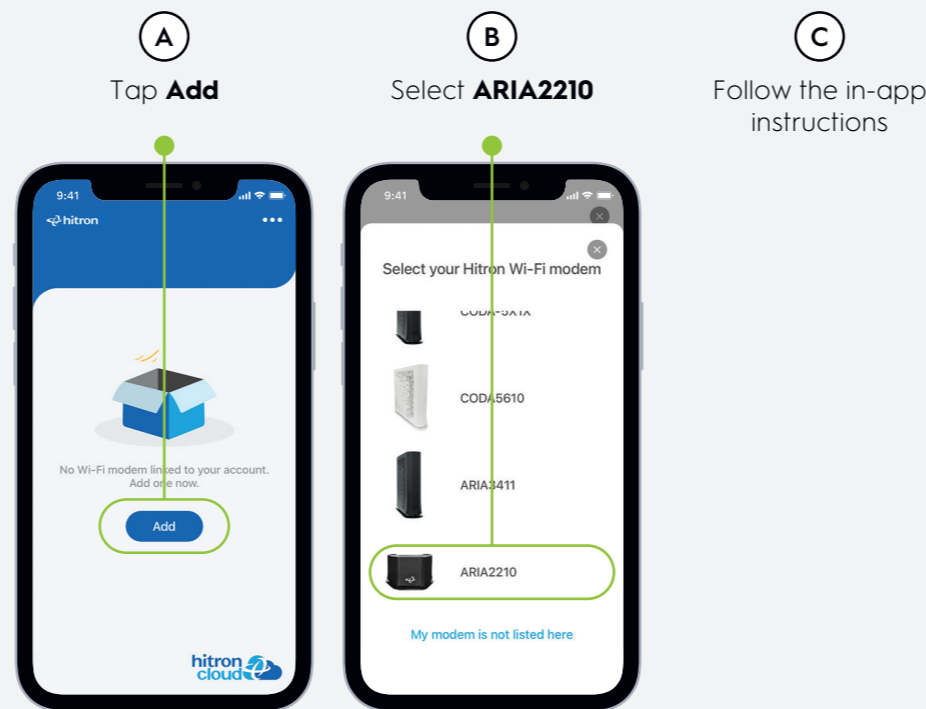 A
Tap Add
B
Select ARIA2210
C
Follow the in-app
instructions
9:41
hitron
No Wi-Fi modem linked to your account.
Add one now.
Add
hitron
cloud
9:41
Select your Hitron Wi-Fi modem
CODA-5X1X
CODA5610
ARIA3411
ARIA2210
My modem is not listed here